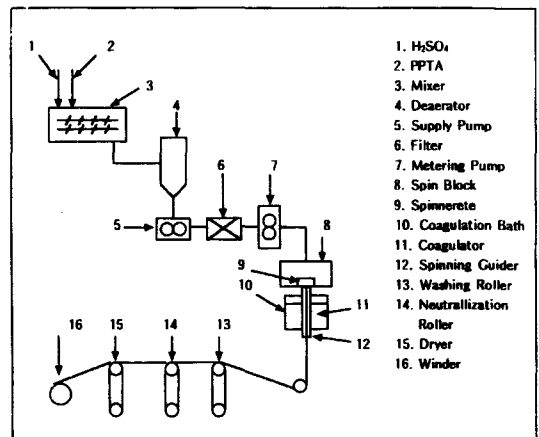 1
2
3
4
5
6
7
8
9
10
11
12
13
14
15
16
1. H₂SO₄
2. PPTA
3. Mixer
4. Deaerator
5. Supply Pump
6. Filter
7. Metering Pump
8. Spin Block
9. Spinnerete
10. Coagulation Bath
11. Coagulator
12. Spinning Guider
13. Washing Roller
14. Neutrallization
Roller
15. Dryer
16. Winder